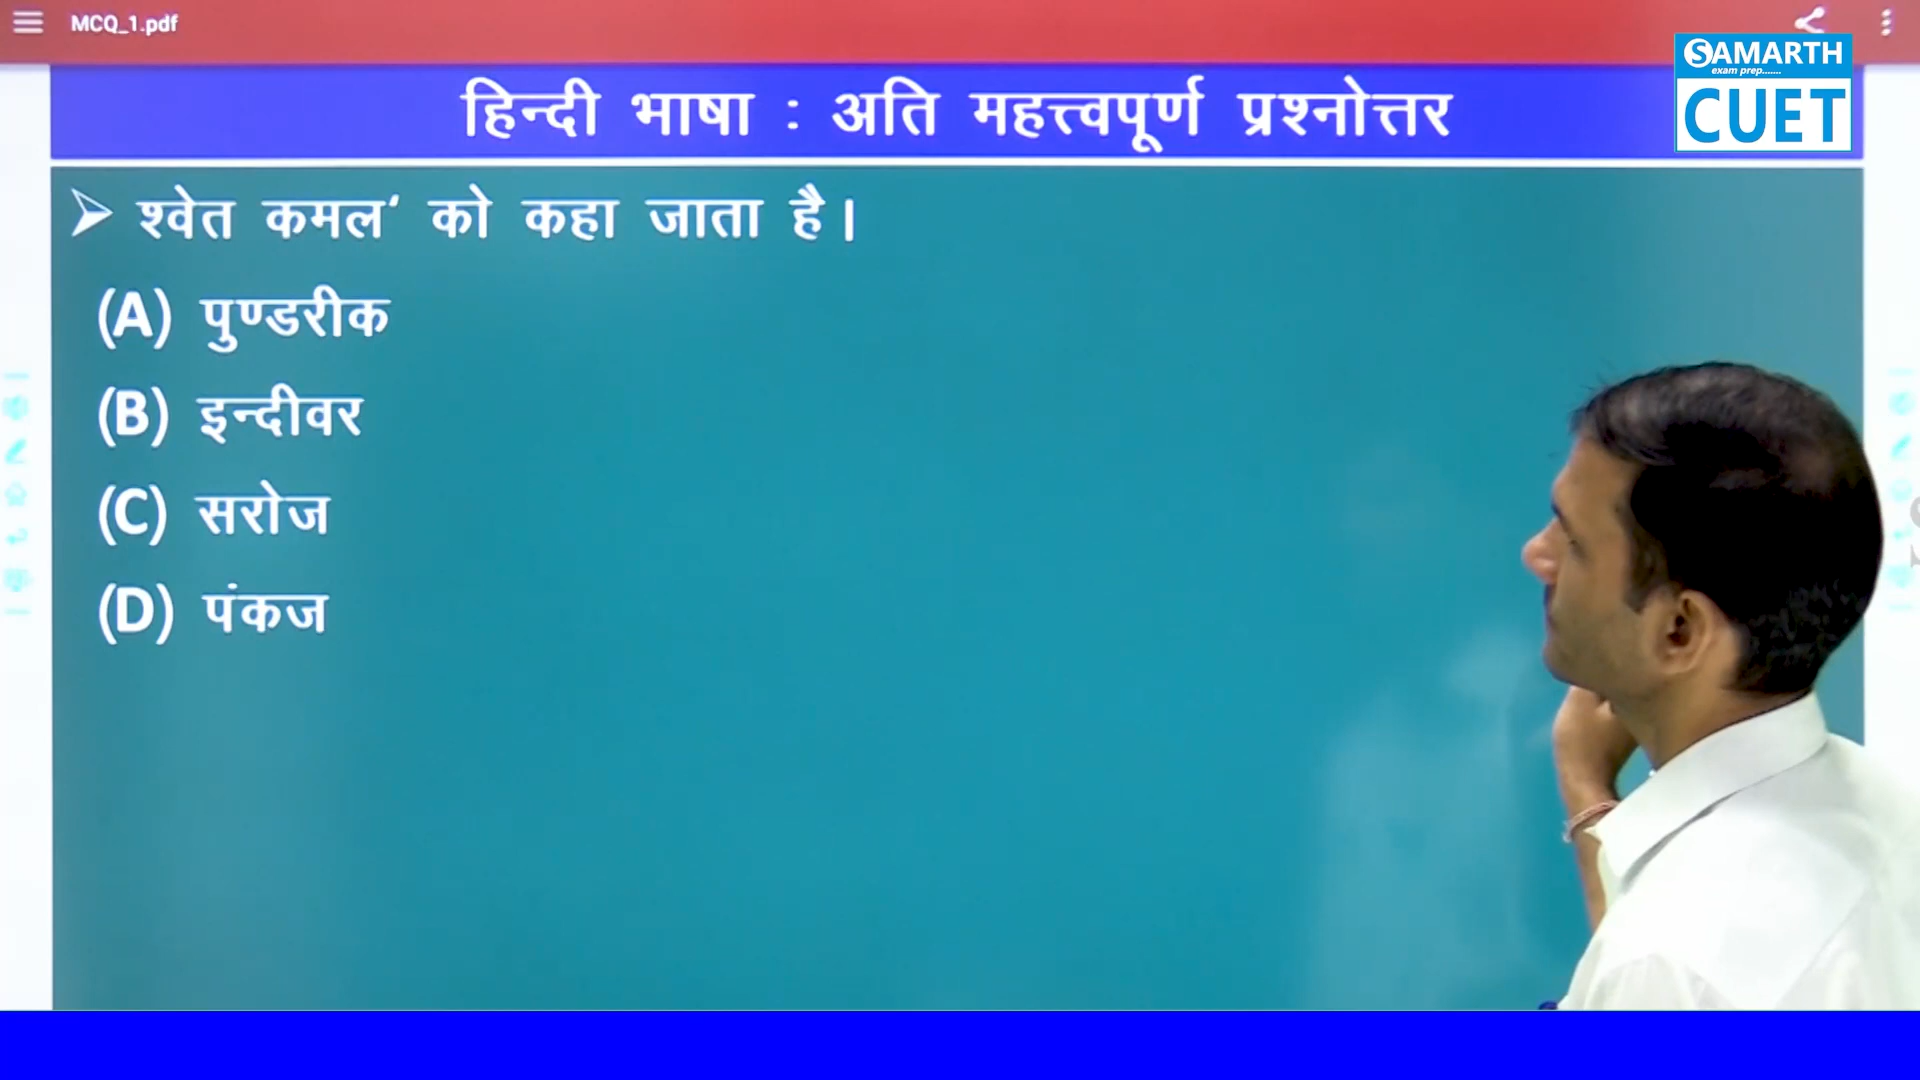 MCQ_1.pdf
SAMARTH
exam prep.......
CUET
हिन्दी भाषा : अति महत्त्वपूर्ण प्रश्नोत्तर
श्वेत कमल‘ को कहा जाता है।
(A) पुण्डरीक
(B) इन्दीवर
(C) सरोज
(D) पंकज